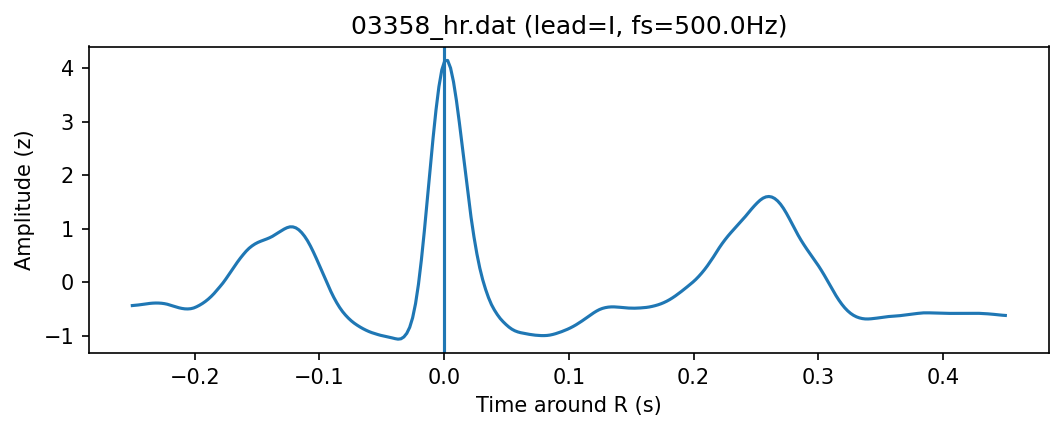 03358_hr.dat (lead=I, fs=500.0Hz)
Amplitude (z)
4
3
2
1
0
−1
−0.2 −0.1 0.0 0.1 0.2 0.3 0.4
Time around R (s)